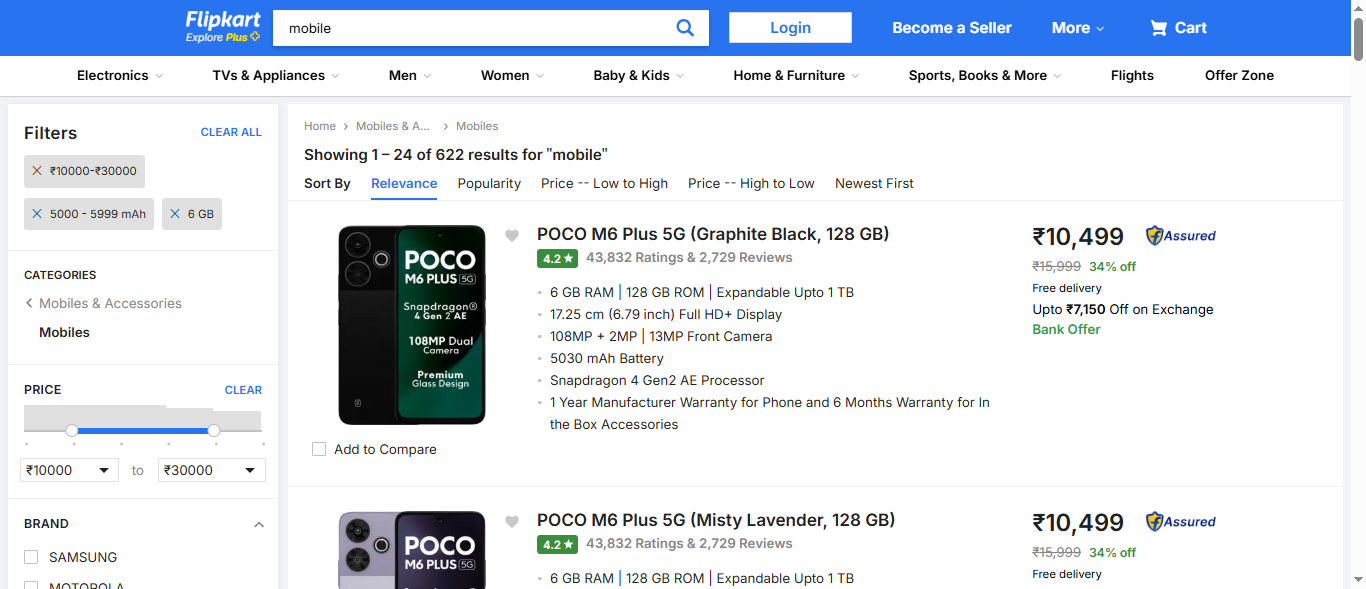 Flipkart
Explore Plus
mobile
Login
Become a Seller
More
Cart
Electronics
TVs & Appliances
Men
Women
Baby & Kids
Home & Furniture
Sports, Books & More
Flights
Offer Zone
Filters
CLEAR ALL
₹10000-₹30000
5000 - 5999 mAh
6 GB
CATEGORIES
Mobiles & Accessories
Mobiles
PRICE
CLEAR
₹10000 to ₹30000
BRAND
SAMSUNG
MOTOROLA
Home
Mobiles & A...
Mobiles
Showing 1 – 24 of 622 results for "mobile"
Sort By
Relevance
Popularity
Price -- Low to High
Price -- High to Low
Newest First
POCO
M6 PLUS 5G
Snapdragon®
4 Gen 2 AE
108MP Dual
Camera
Premium
Glass Design
Add to Compare
POCO M6 Plus 5G (Graphite Black, 128 GB)
4.2★ 43,832 Ratings & 2,729 Reviews
6 GB RAM | 128 GB ROM | Expandable Upto 1 TB
17.25 cm (6.79 inch) Full HD+ Display
108MP + 2MP | 13MP Front Camera
5030 mAh Battery
Snapdragon 4 Gen2 AE Processor
1 Year Manufacturer Warranty for Phone and 6 Months Warranty for In
the Box Accessories
₹10,499
Assured
₹15,999 34% off
Free delivery
Upto ₹7,150 Off on Exchange
Bank Offer
POCO
M6 PLUS 5G
POCO M6 Plus 5G (Misty Lavender, 128 GB)
4.2★ 43,832 Ratings & 2,729 Reviews
6 GB RAM | 128 GB ROM | Expandable Upto 1 TB
₹10,499
Assured
₹15,999 34% off
Free delivery